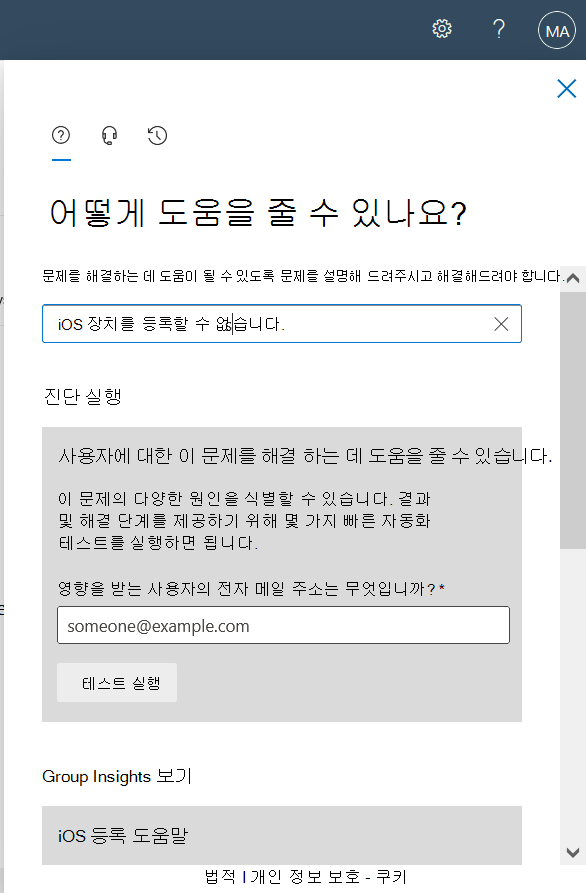 MA
어떻게 도움을 줄 수 있나요?
문제를 해결하는 데 도움이 될 수있도록 문제를 설명해 드려주시고 해결해드려야 합니다.
iOS 장치를 등록할 수 없습니다.
진단 실행
사용자에 대한 이 문제를 해결 하는 데 도움을 줄 수 있습니다.
이 문제의 다양한 원인을 식별할 수 있습니다. 결과
및 해결 단계를 제공하기 위해 몇 가지 빠른 자동화
테스트를 실행하면 됩니다.
영향을 받는 사용자의 전자 메일 주소는 무엇입니까? *
someone@example.com
테스트 실행
Group Insights 보기
iOS 등록 도움말
법적 | 개인 정보 보호 - 쿠키